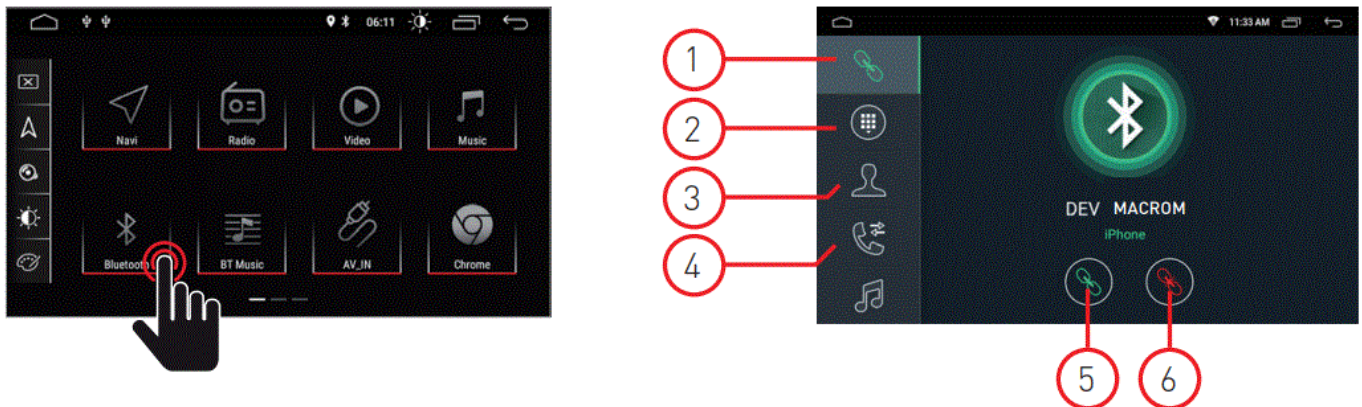 06:11
Navi
Radio
Video
Music
Bluetooth
BT Music
AV_IN
Chrome
11:33 AM
1
2
3
4
DEV MACROM
iPhone
5
6